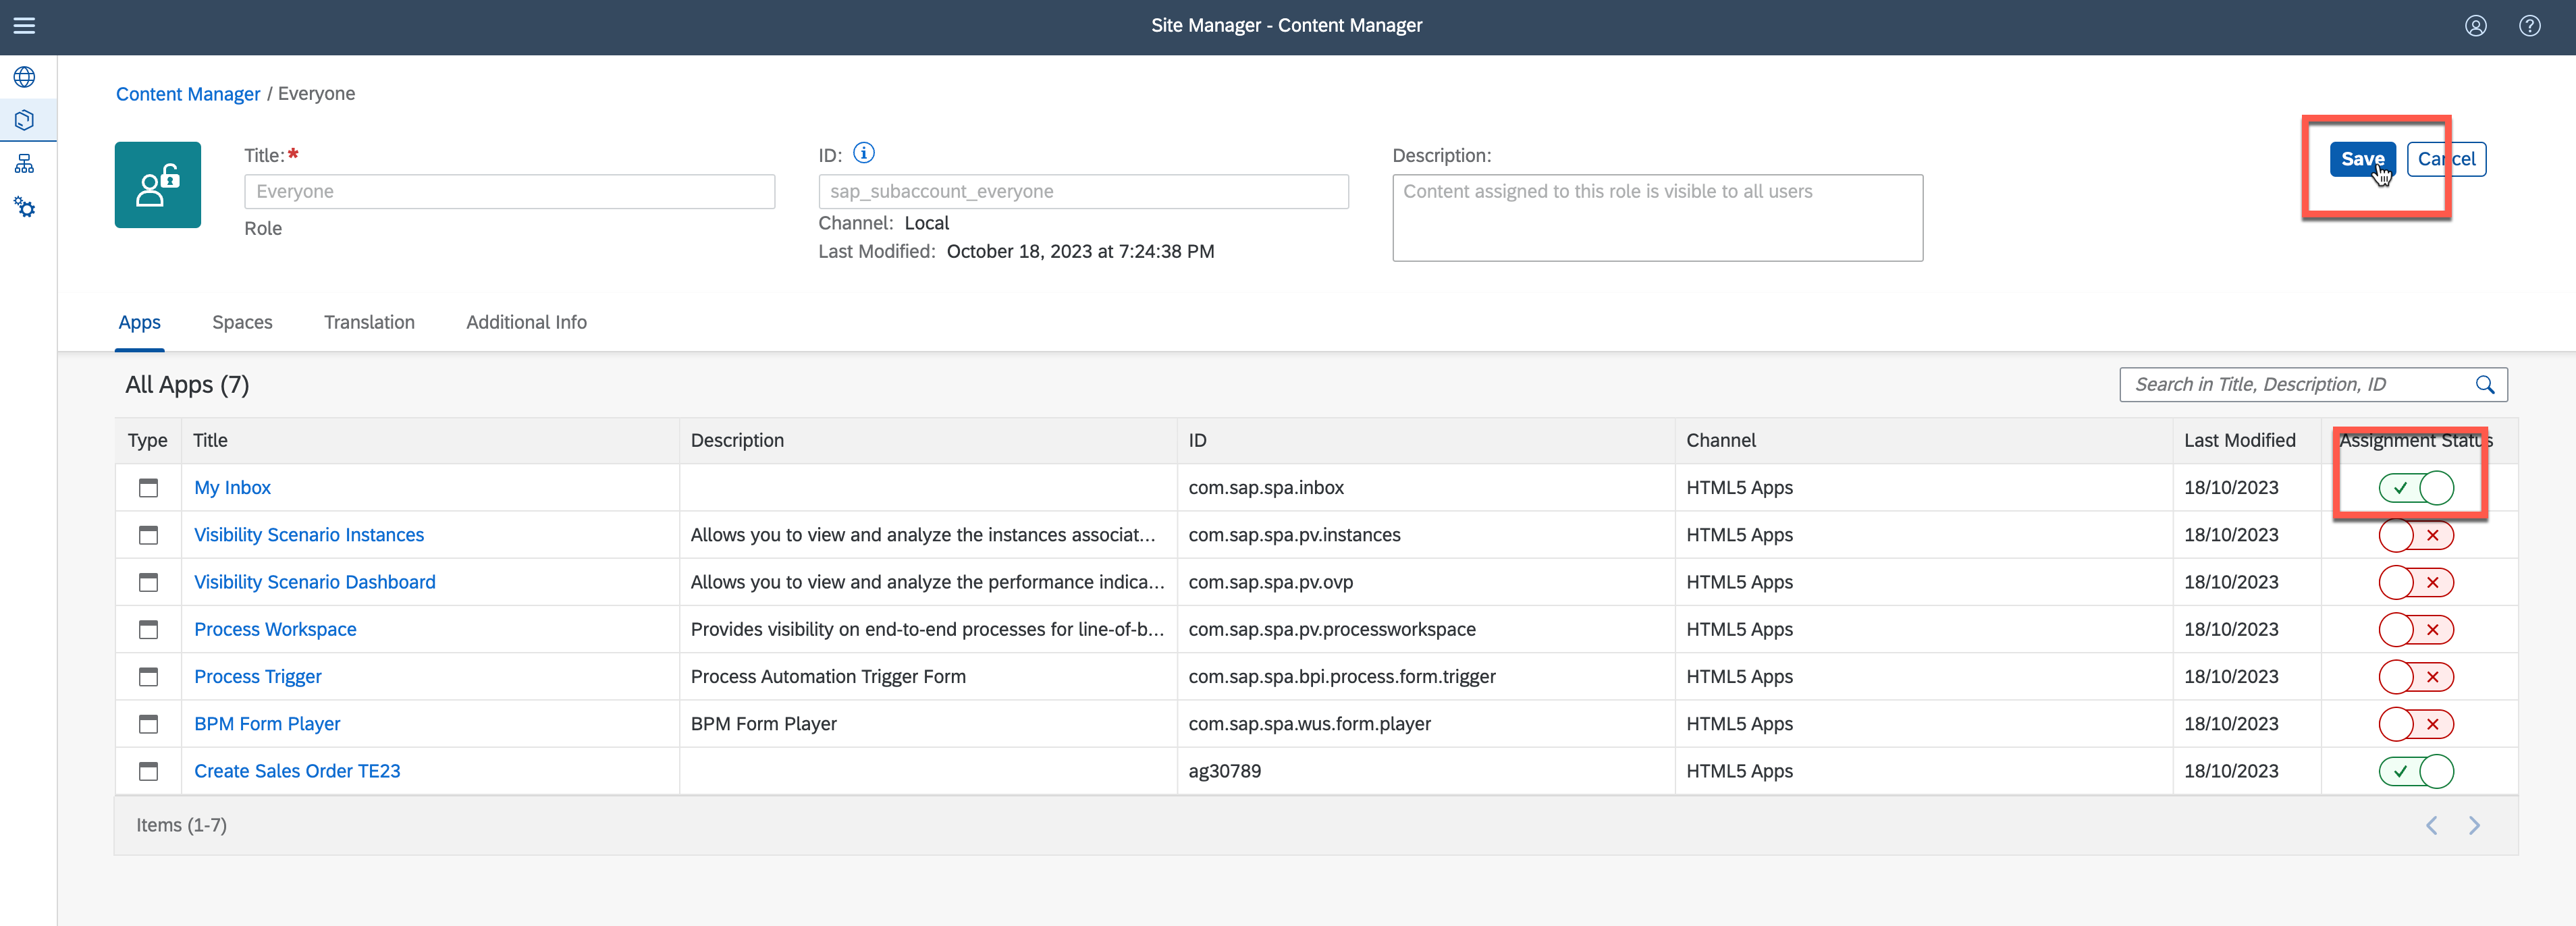 Site Manager - Content Manager
Content Manager / Everyone
Title:*
Everyone
Role
ID:
sap_subaccount_everyone
Channel: Local
Last Modified: October 18, 2023 at 7:24:38 PM
Description:
Content assigned to this role is visible to all users
Save Cancel
Apps Spaces Translation Additional Info
All Apps (7)
Search in Title, Description, ID
Type Title Description ID Channel Last Modified Assignment Status
My Inbox com.sap.spa.inbox HTML5 Apps 18/10/2023
Visibility Scenario Instances Allows you to view and analyze the instances associat... com.sap.spa.pv.instances HTML5 Apps 18/10/2023
Visibility Scenario Dashboard Allows you to view and analyze the performance indica... com.sap.spa.pv.ovp HTML5 Apps 18/10/2023
Process Workspace Provides visibility on end-to-end processes for line-of-b... com.sap.spa.pv.processworkspace HTML5 Apps 18/10/2023
Process Trigger Process Automation Trigger Form com.sap.spa.bpi.process.form.trigger HTML5 Apps 18/10/2023
BPM Form Player BPM Form Player com.sap.spa.wus.form.player HTML5 Apps 18/10/2023
Create Sales Order TE23 ag30789 HTML5 Apps 18/10/2023
Items (1-7)